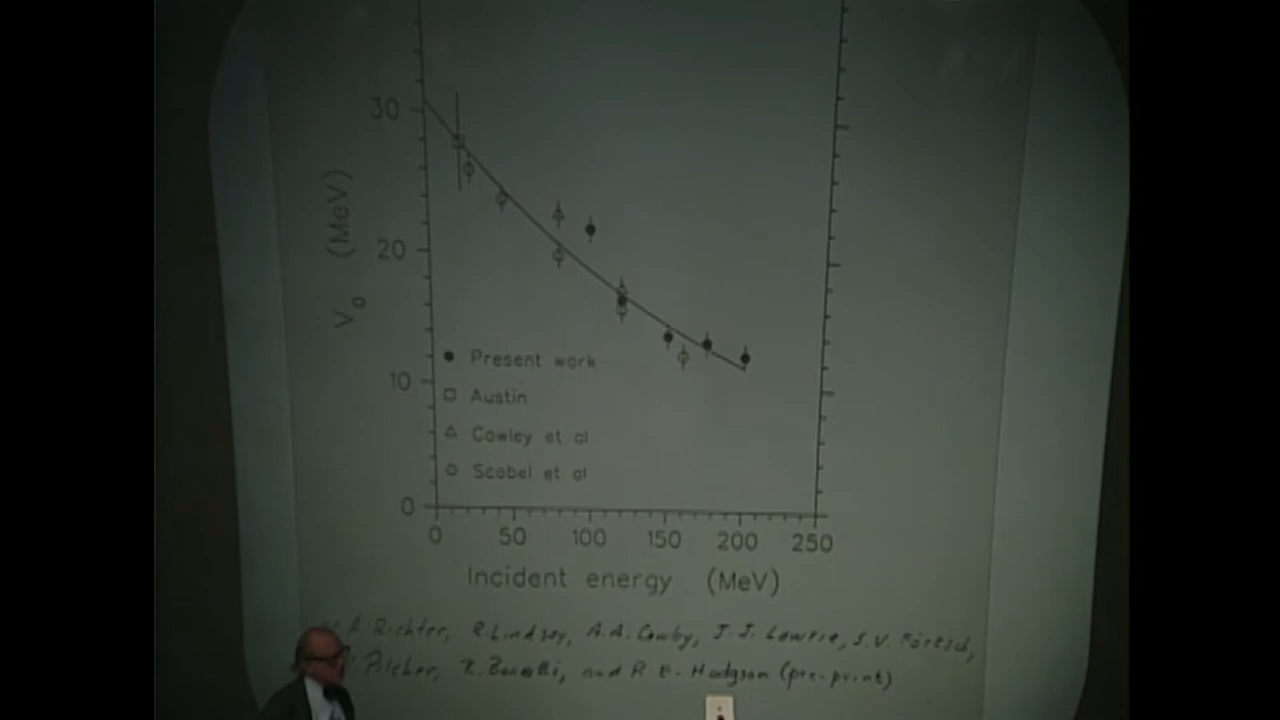 30
20
10
0
V₀ (MeV)
● Present work
□ Austin
△ Cowley et al
○ Scobel et al
0 50 100 150 200 250
Incident energy (MeV)
A. Richter, R. Lindsay, A. A. Cowley, J. J. Lawrie, S. V. Förtsch,
Pilcher, R. Bonetti, and P. E. Hodgson (pre-print)